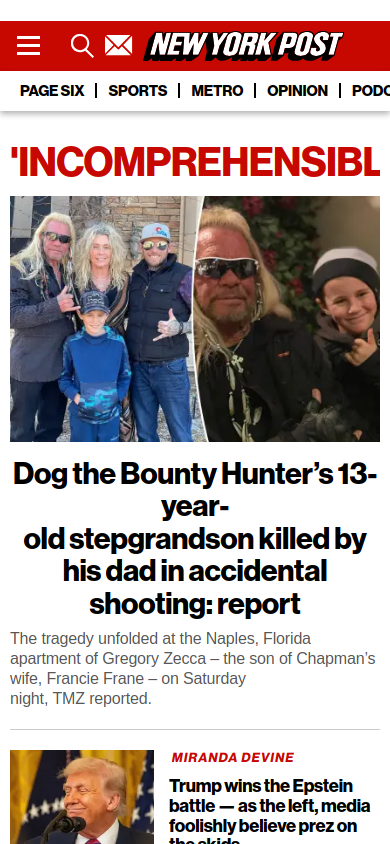 NEW YORK POST
PAGE SIX | SPORTS | METRO | OPINION | PODC
'INCOMPREHENSIBL
Dog the Bounty Hunter’s 13-
year-
old stepgrandson killed by
his dad in accidental
shooting: report
The tragedy unfolded at the Naples, Florida
apartment of Gregory Zecca – the son of Chapman’s
wife, Francie Frane – on Saturday
night, TMZ reported.
MIRANDA DEVINE
Trump wins the Epstein
battle — as the left, media
foolishly believe prez on
the skids